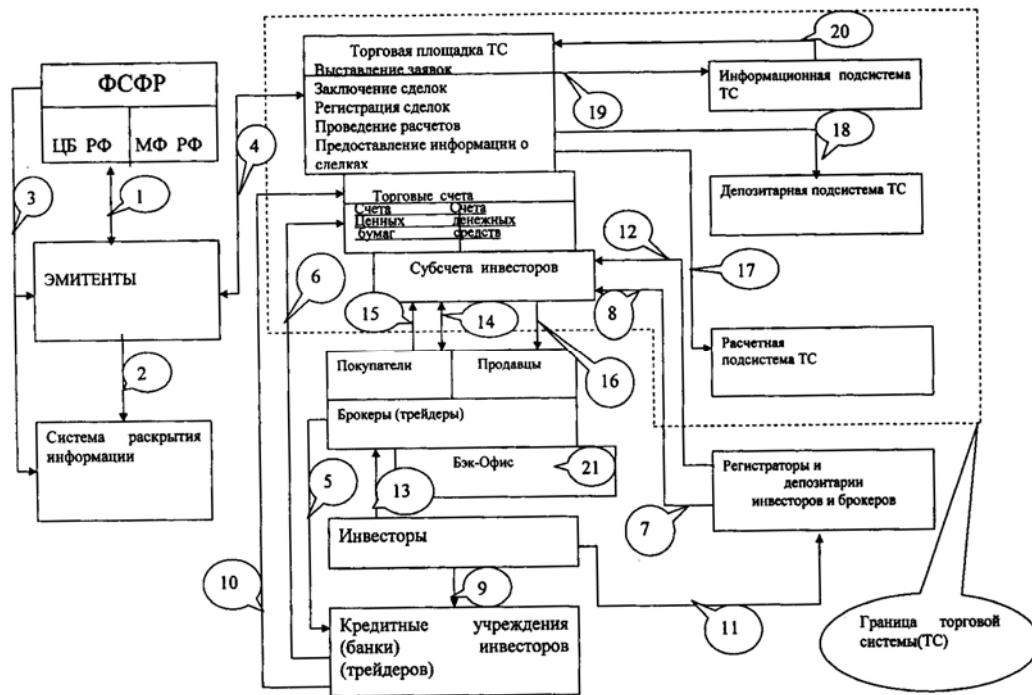 20
Торговая площадка ТС
Выставление заявок
Заключение сделок
Регистрация сделок
Проведение расчетов
Предоставление информации о
сделках
ФСФР
ЦБ РФ
МФ РФ
Информационная подсистема
ТС
19
18
4
3
1
Депозитарная подсистема ТС
Торговые счета
Счета
Ценных
бумаг
Счета
денежных
средств
12
17
ЭМИТЕНТЫ
6
Субсчета инвесторов
15
14
8
2
16
Покупатели
Продавцы
Брокеры (трейдеры)
Расчетная
подсистема ТС
Система раскрытия
информации
5
13
Бэк-Офис
21
Регистраторы и
депозитарии
инвесторов и брокеров
7
Инвесторы
10
9
11
Кредитные учреждения
(банки) инвесторов
(трейдеров)
Граница торговой
системы(ТС)